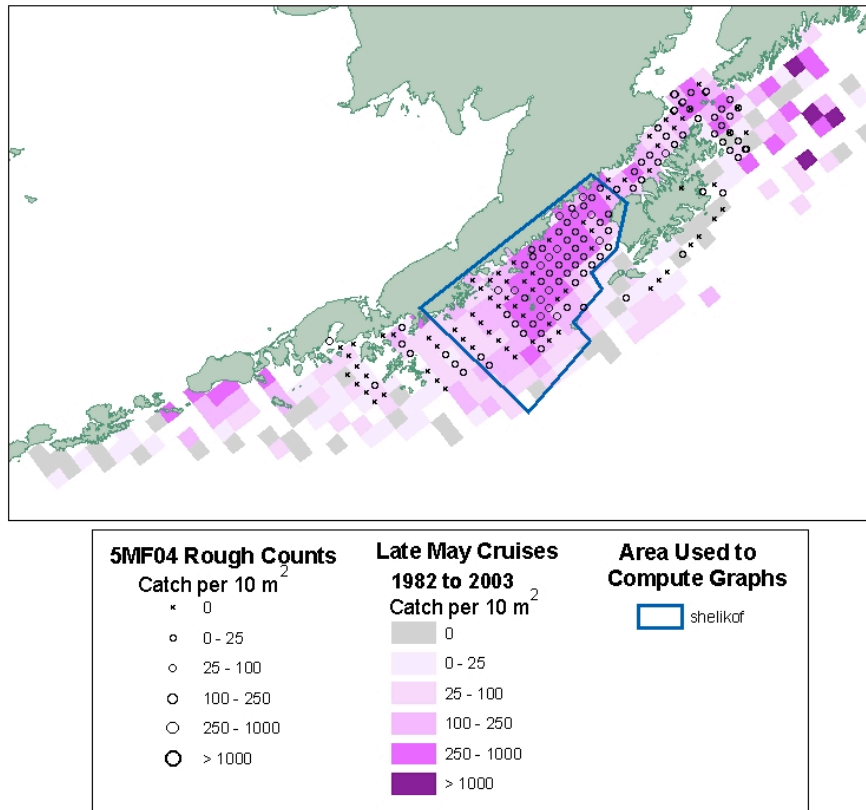 5MF04 Rough Counts
Catch per 10 m2
0
0 - 25
25 - 100
100 - 250
250 - 1000
> 1000
Late May Cruises
1982 to 2003
Catch per 10 m2
0
0 - 25
25 - 100
100 - 250
250 - 1000
> 1000
Area Used to
Compute Graphs
shelikof